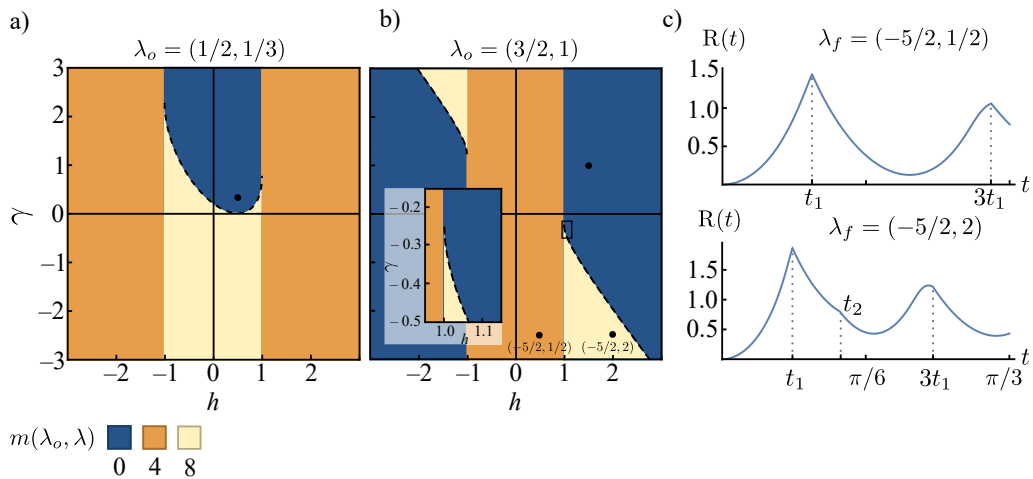 a)
λₒ = (1/2, 1/3)
γ
3
2
1
0
−1
−2
−3
−2 −1 0 1 2
h
b)
λₒ = (3/2, 1)
−0.2
−0.3
−0.4
−0.5
γ
1.0 1.1
h
(−5/2, 1/2) (−5/2, 2)
−2 −1 0 1 2
h
c)
R(t) λ_f = (−5/2, 1/2)
1.5
1.0
0.5
t₁ 3t₁ t
R(t) λ_f = (−5/2, 2)
1.5
1.0
0.5
t₂
t₁ π/6 3t₁ π/3 t
m(λₒ, λ)
0 4 8